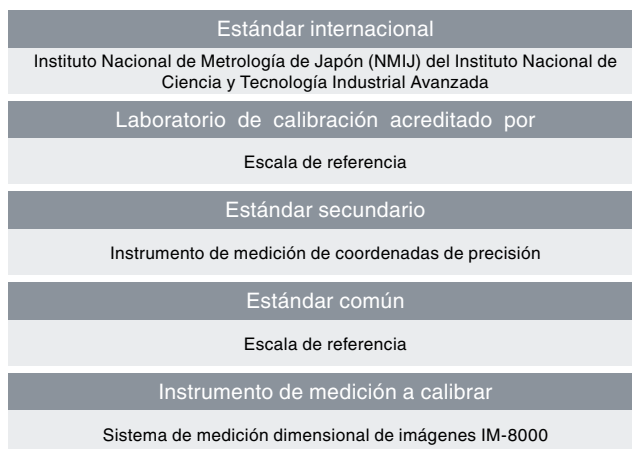 Estándar internacional
Instituto Nacional de Metrología de Japón (NMIJ) del Instituto Nacional de
Ciencia y Tecnología Industrial Avanzada
Laboratorio de calibración acreditado por
Escala de referencia
Estándar secundario
Instrumento de medición de coordenadas de precisión
Estándar común
Escala de referencia
Instrumento de medición a calibrar
Sistema de medición dimensional de imágenes IM-8000